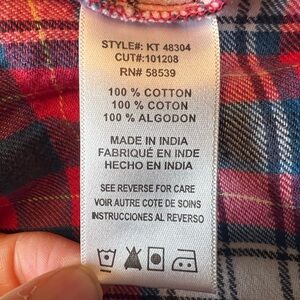 STYLE#: KT 48304
CUT#:101208
RN# 58539
100 % COTTON
100 % COTON
100 % ALGODON
MADE IN INDIA
FABRIQUÉ EN INDE
HECHO EN INDIA
SEE REVERSE FOR CARE
VOIR AUTRE COTE DE SOINS
INSTRUCCIONES AL REVERSO